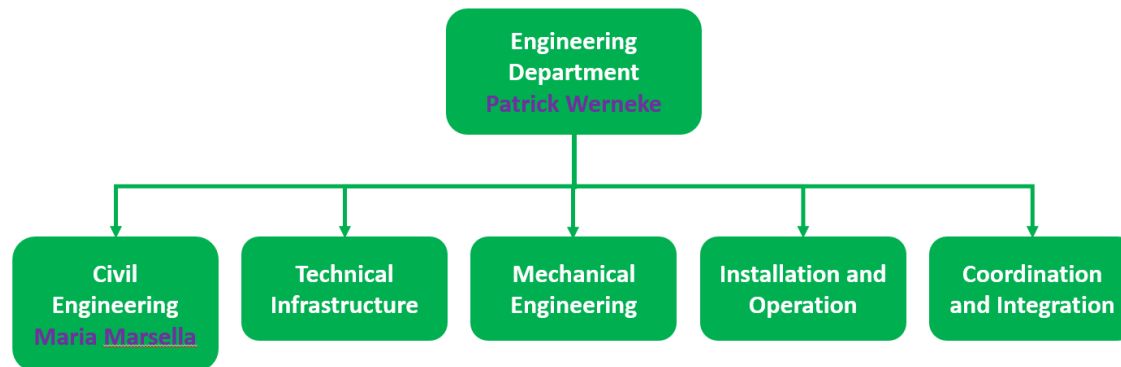 Engineering
Department
Patrick Werneke
Civil
Engineering
Maria Marsella
Technical
Infrastructure
Mechanical
Engineering
Installation and
Operation
Coordination
and Integration